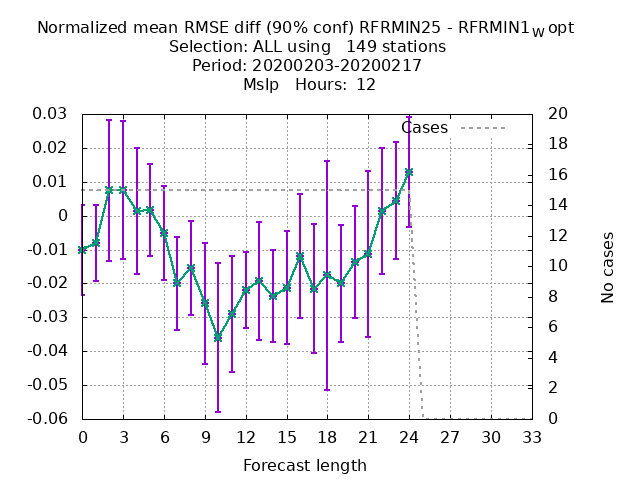 Normalized mean RMSE diff (90% conf) RFRMIN25 - RFRMIN1wopt
Selection: ALL using   149 stations
Period: 20200203-20200217
Mslp   Hours:  12
Cases
0.03
0.02
0.01
0
-0.01
-0.02
-0.03
-0.04
-0.05
-0.06
20
18
16
14
12
10
8
6
4
2
0
No cases
0 3 6 9 12 15 18 21 24 27 30 33
Forecast length